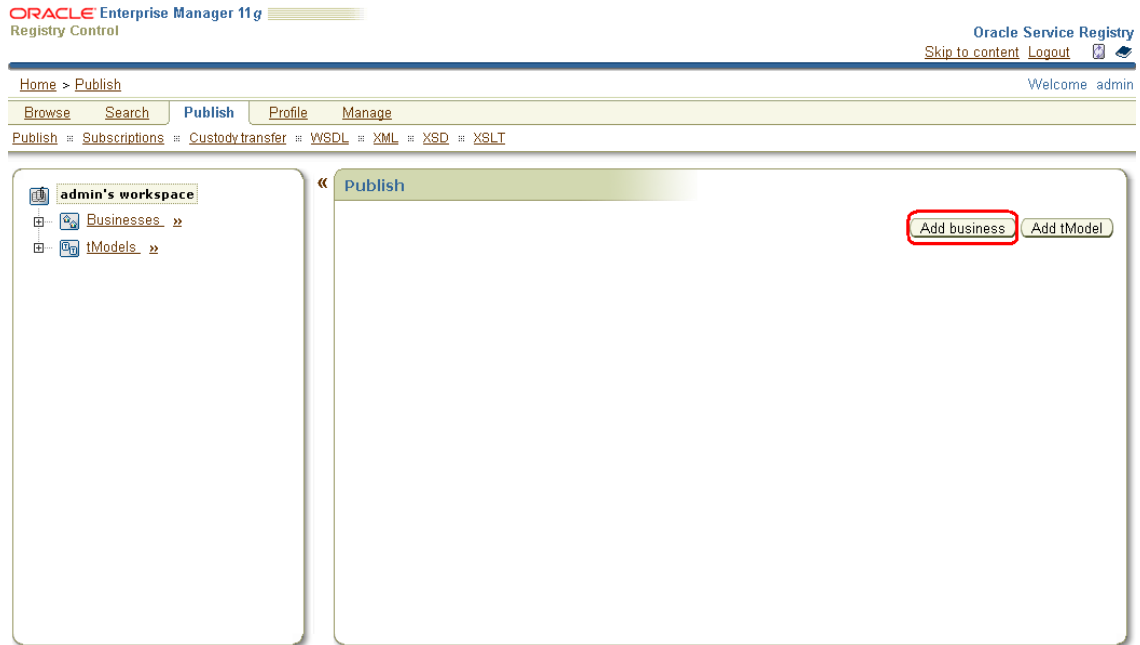 ORACLE Enterprise Manager 11g
Registry Control
Oracle Service Registry
Skip to content Logout
Home > Publish
Welcome admin
Browse Search Publish Profile Manage
Publish Subscriptions Custody transfer WSDL XML XSD XSLT
admin's workspace
« Publish
Businesses »
Add business Add tModel
tModels »